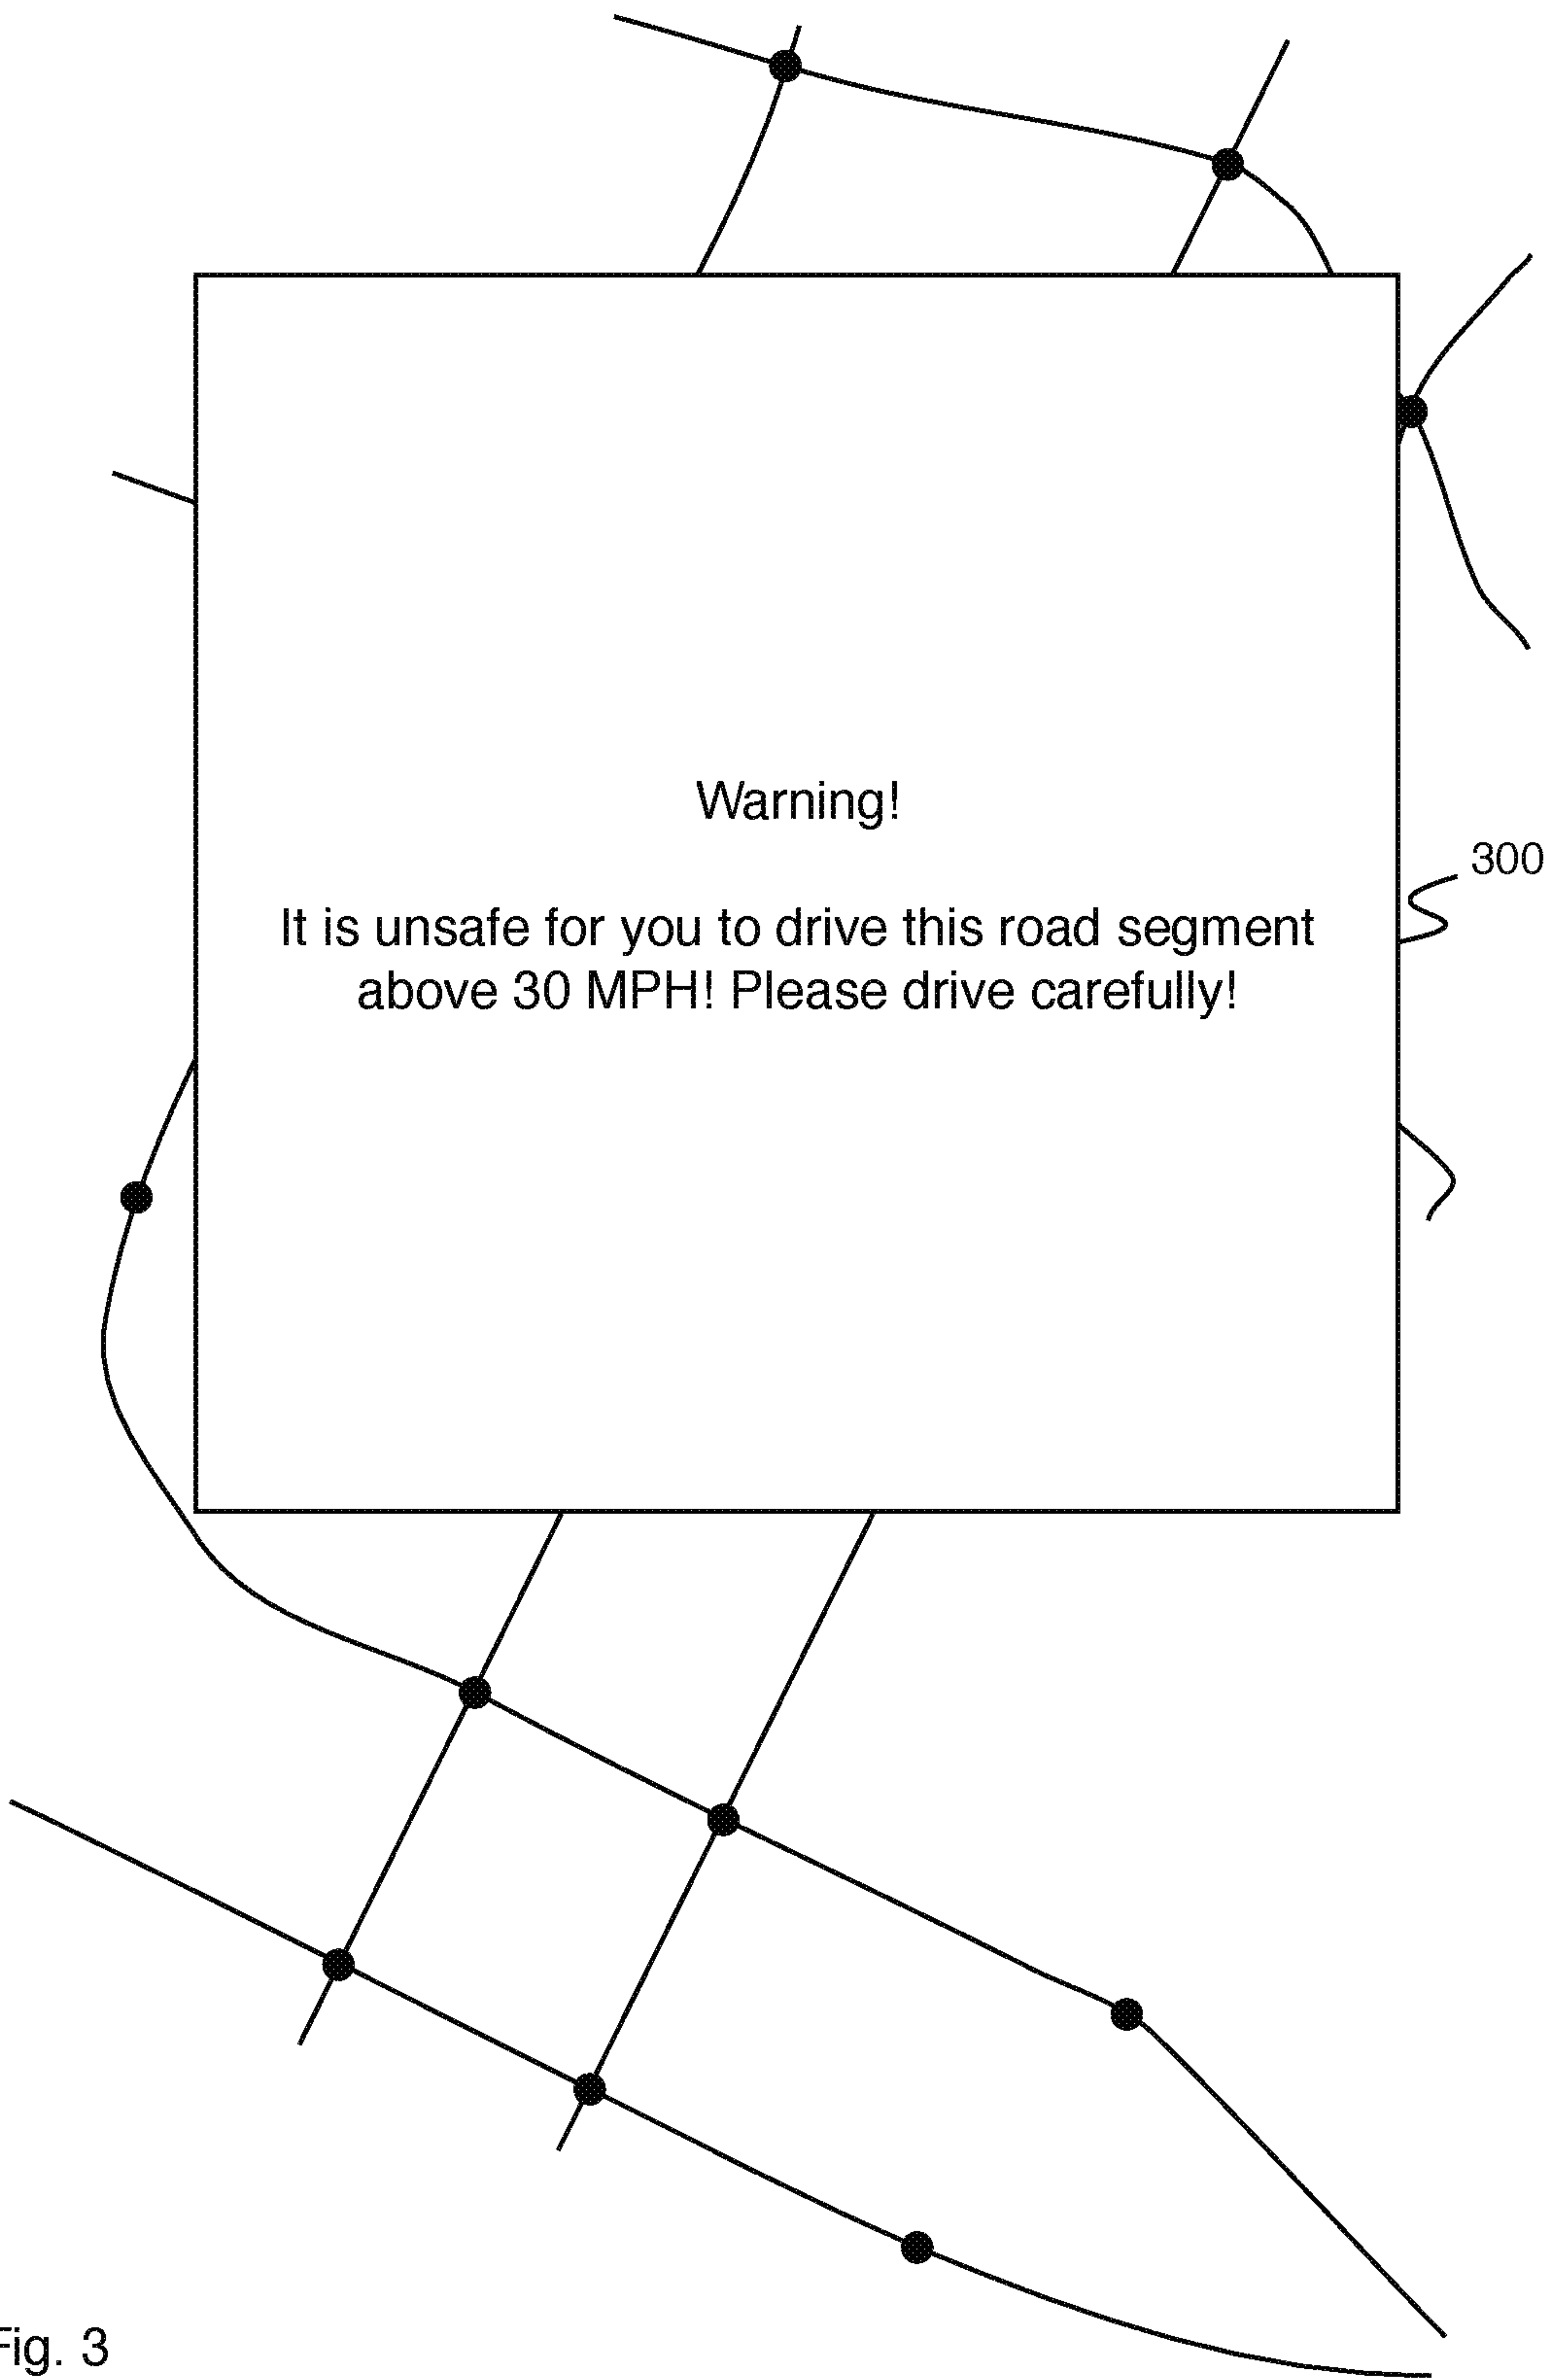 Warning!
300
It is unsafe for you to drive this road segment
above 30 MPH! Please drive carefully!
Fig. 3